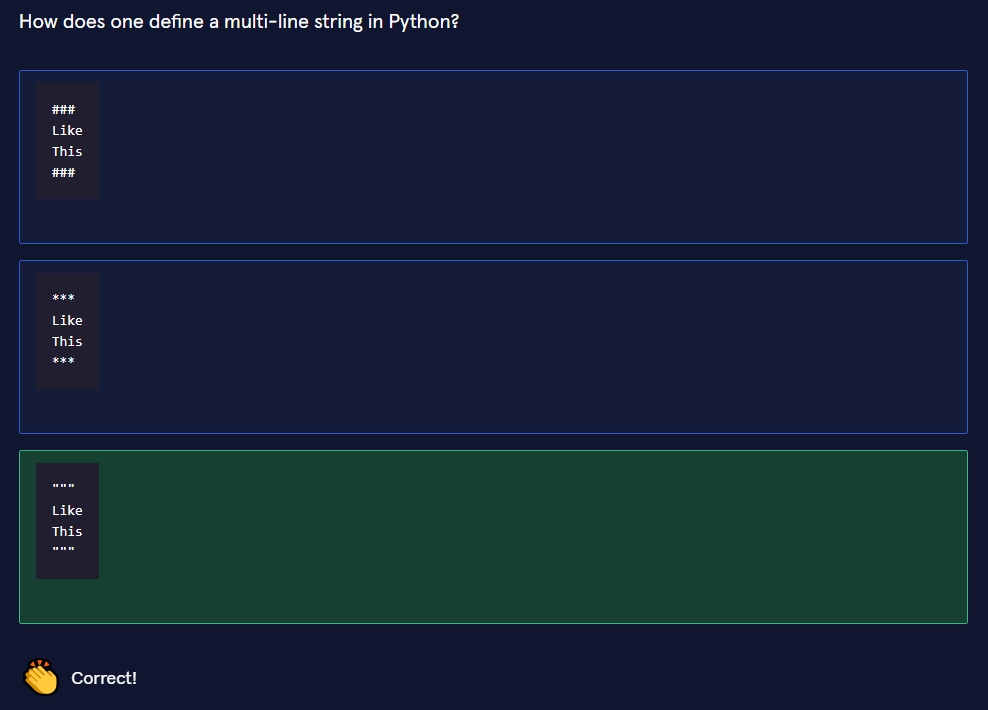 How does one define a multi-line string in Python?
###
Like
This
###
***
Like
This
***
"""
Like
This
"""
Correct!